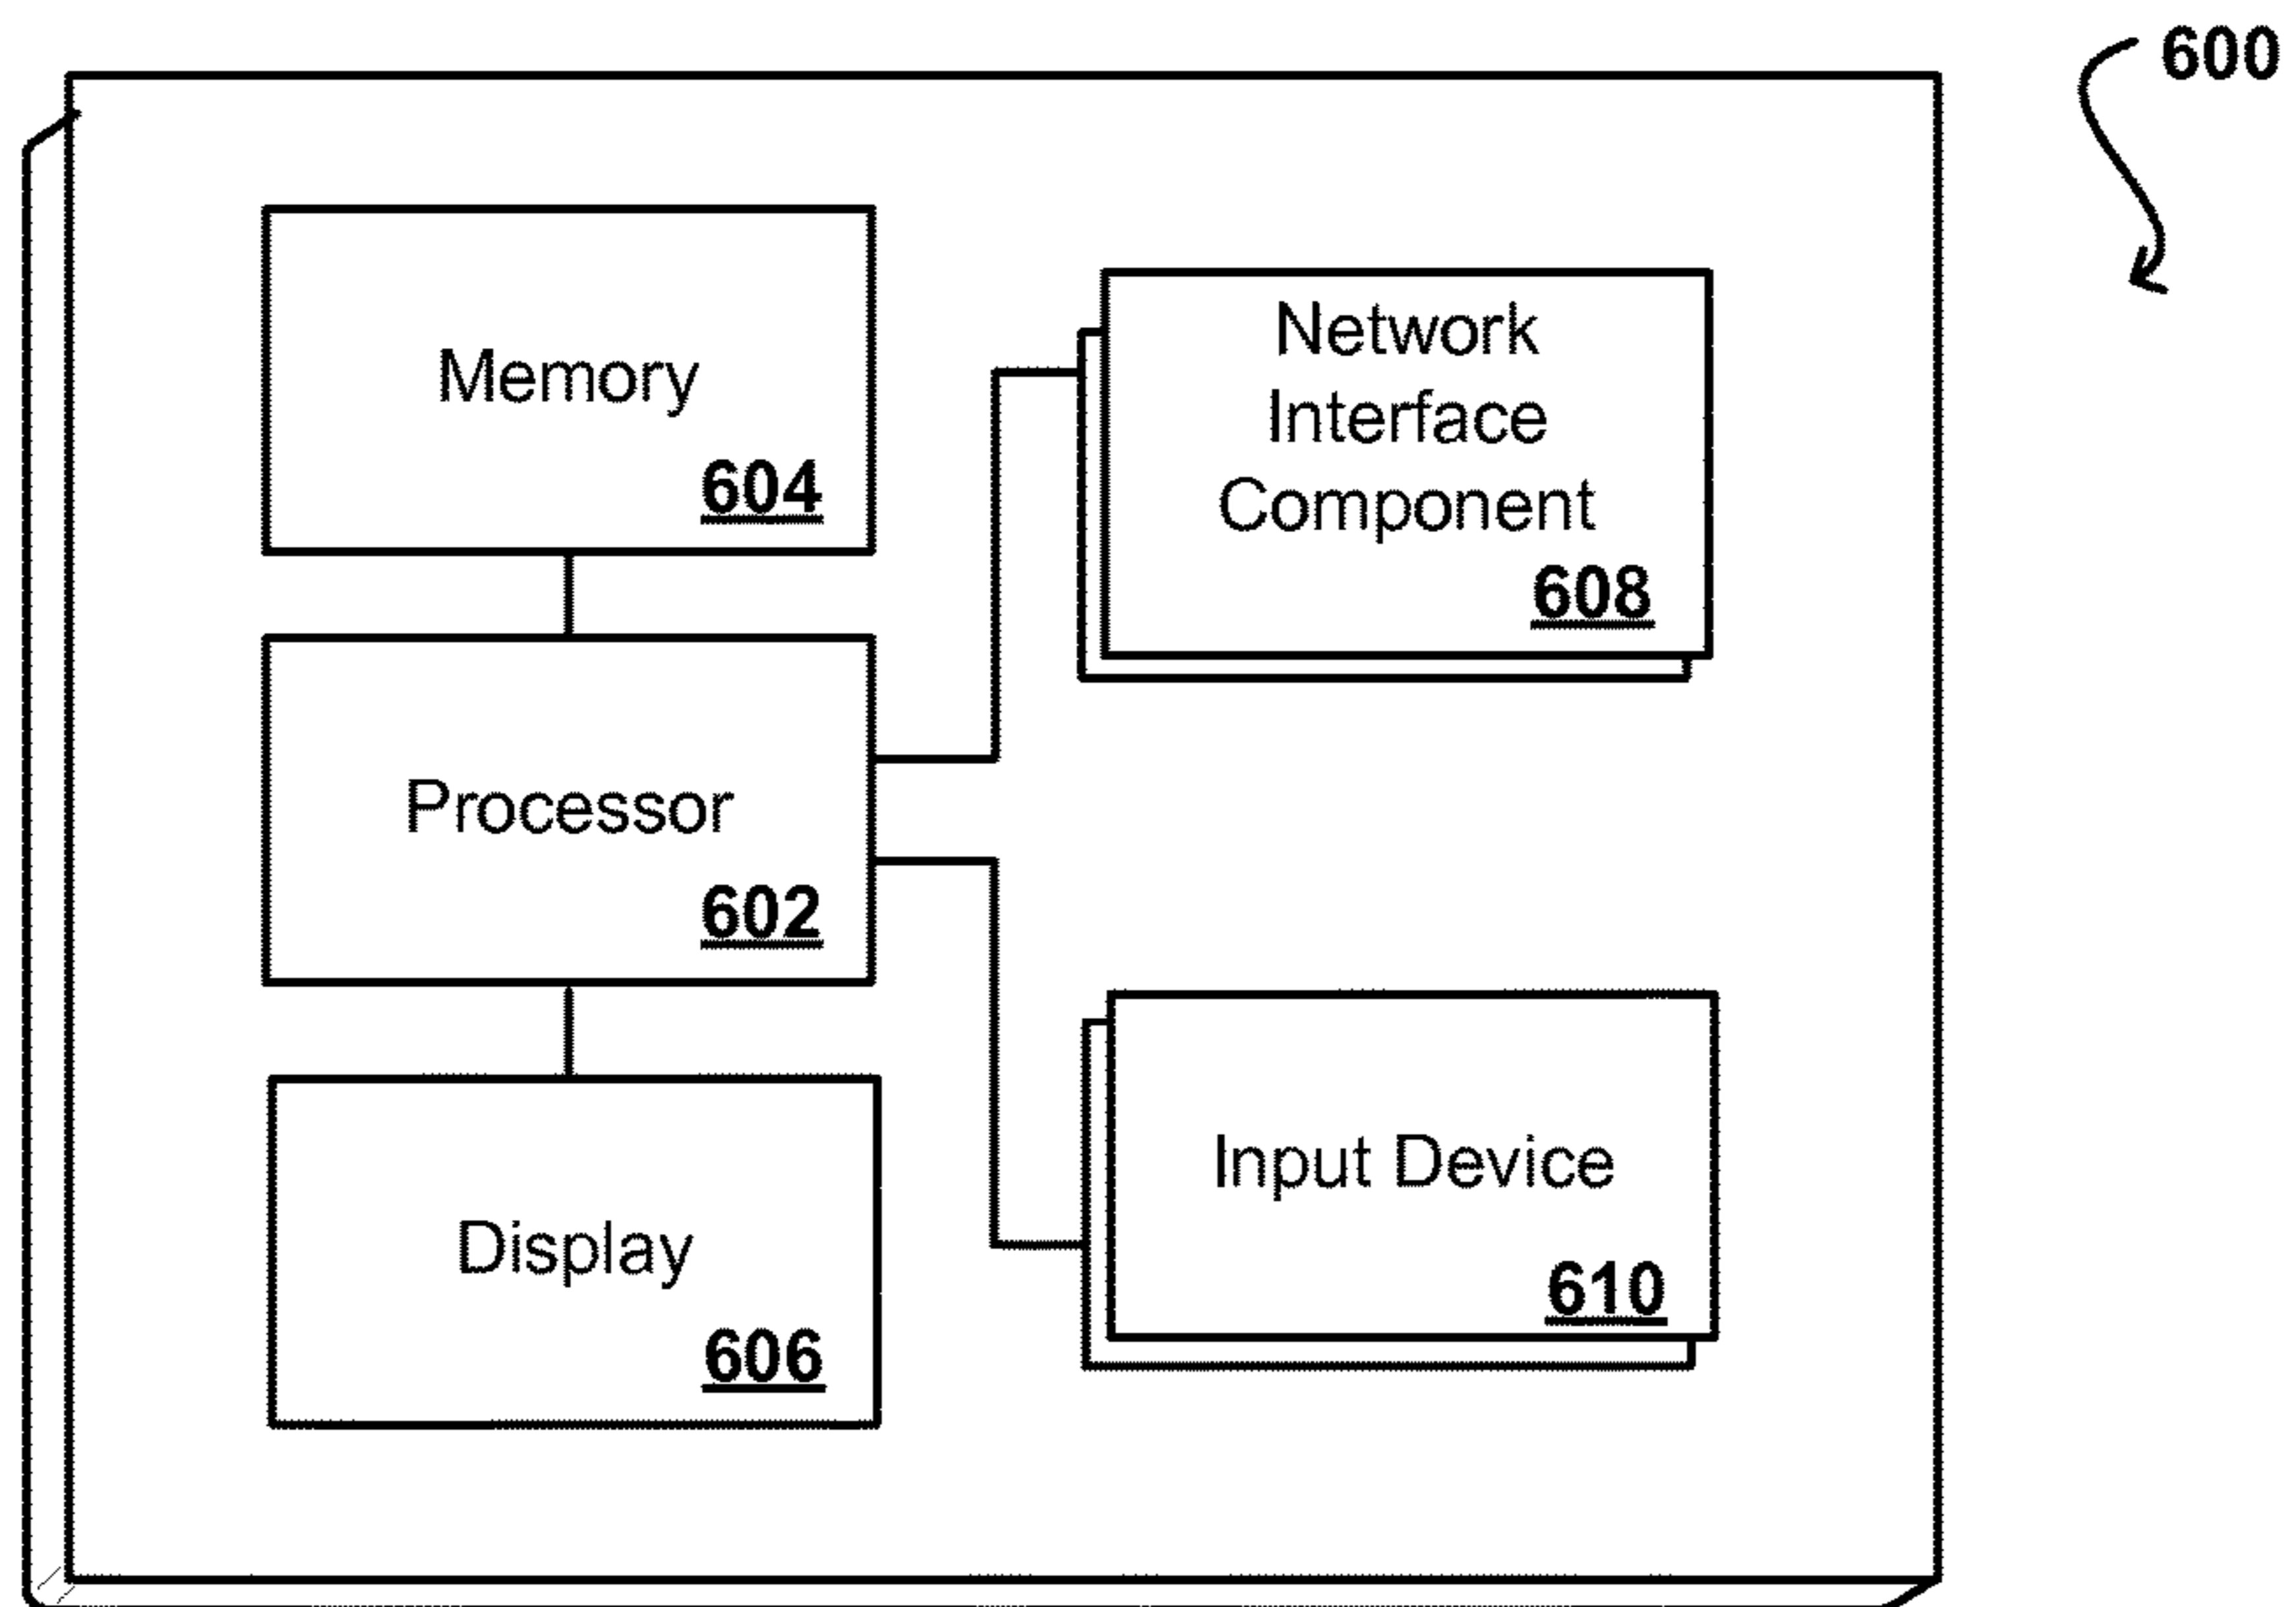 600
Memory
604
Network
Interface
Component
608
Processor
602
Input Device
610
Display
606